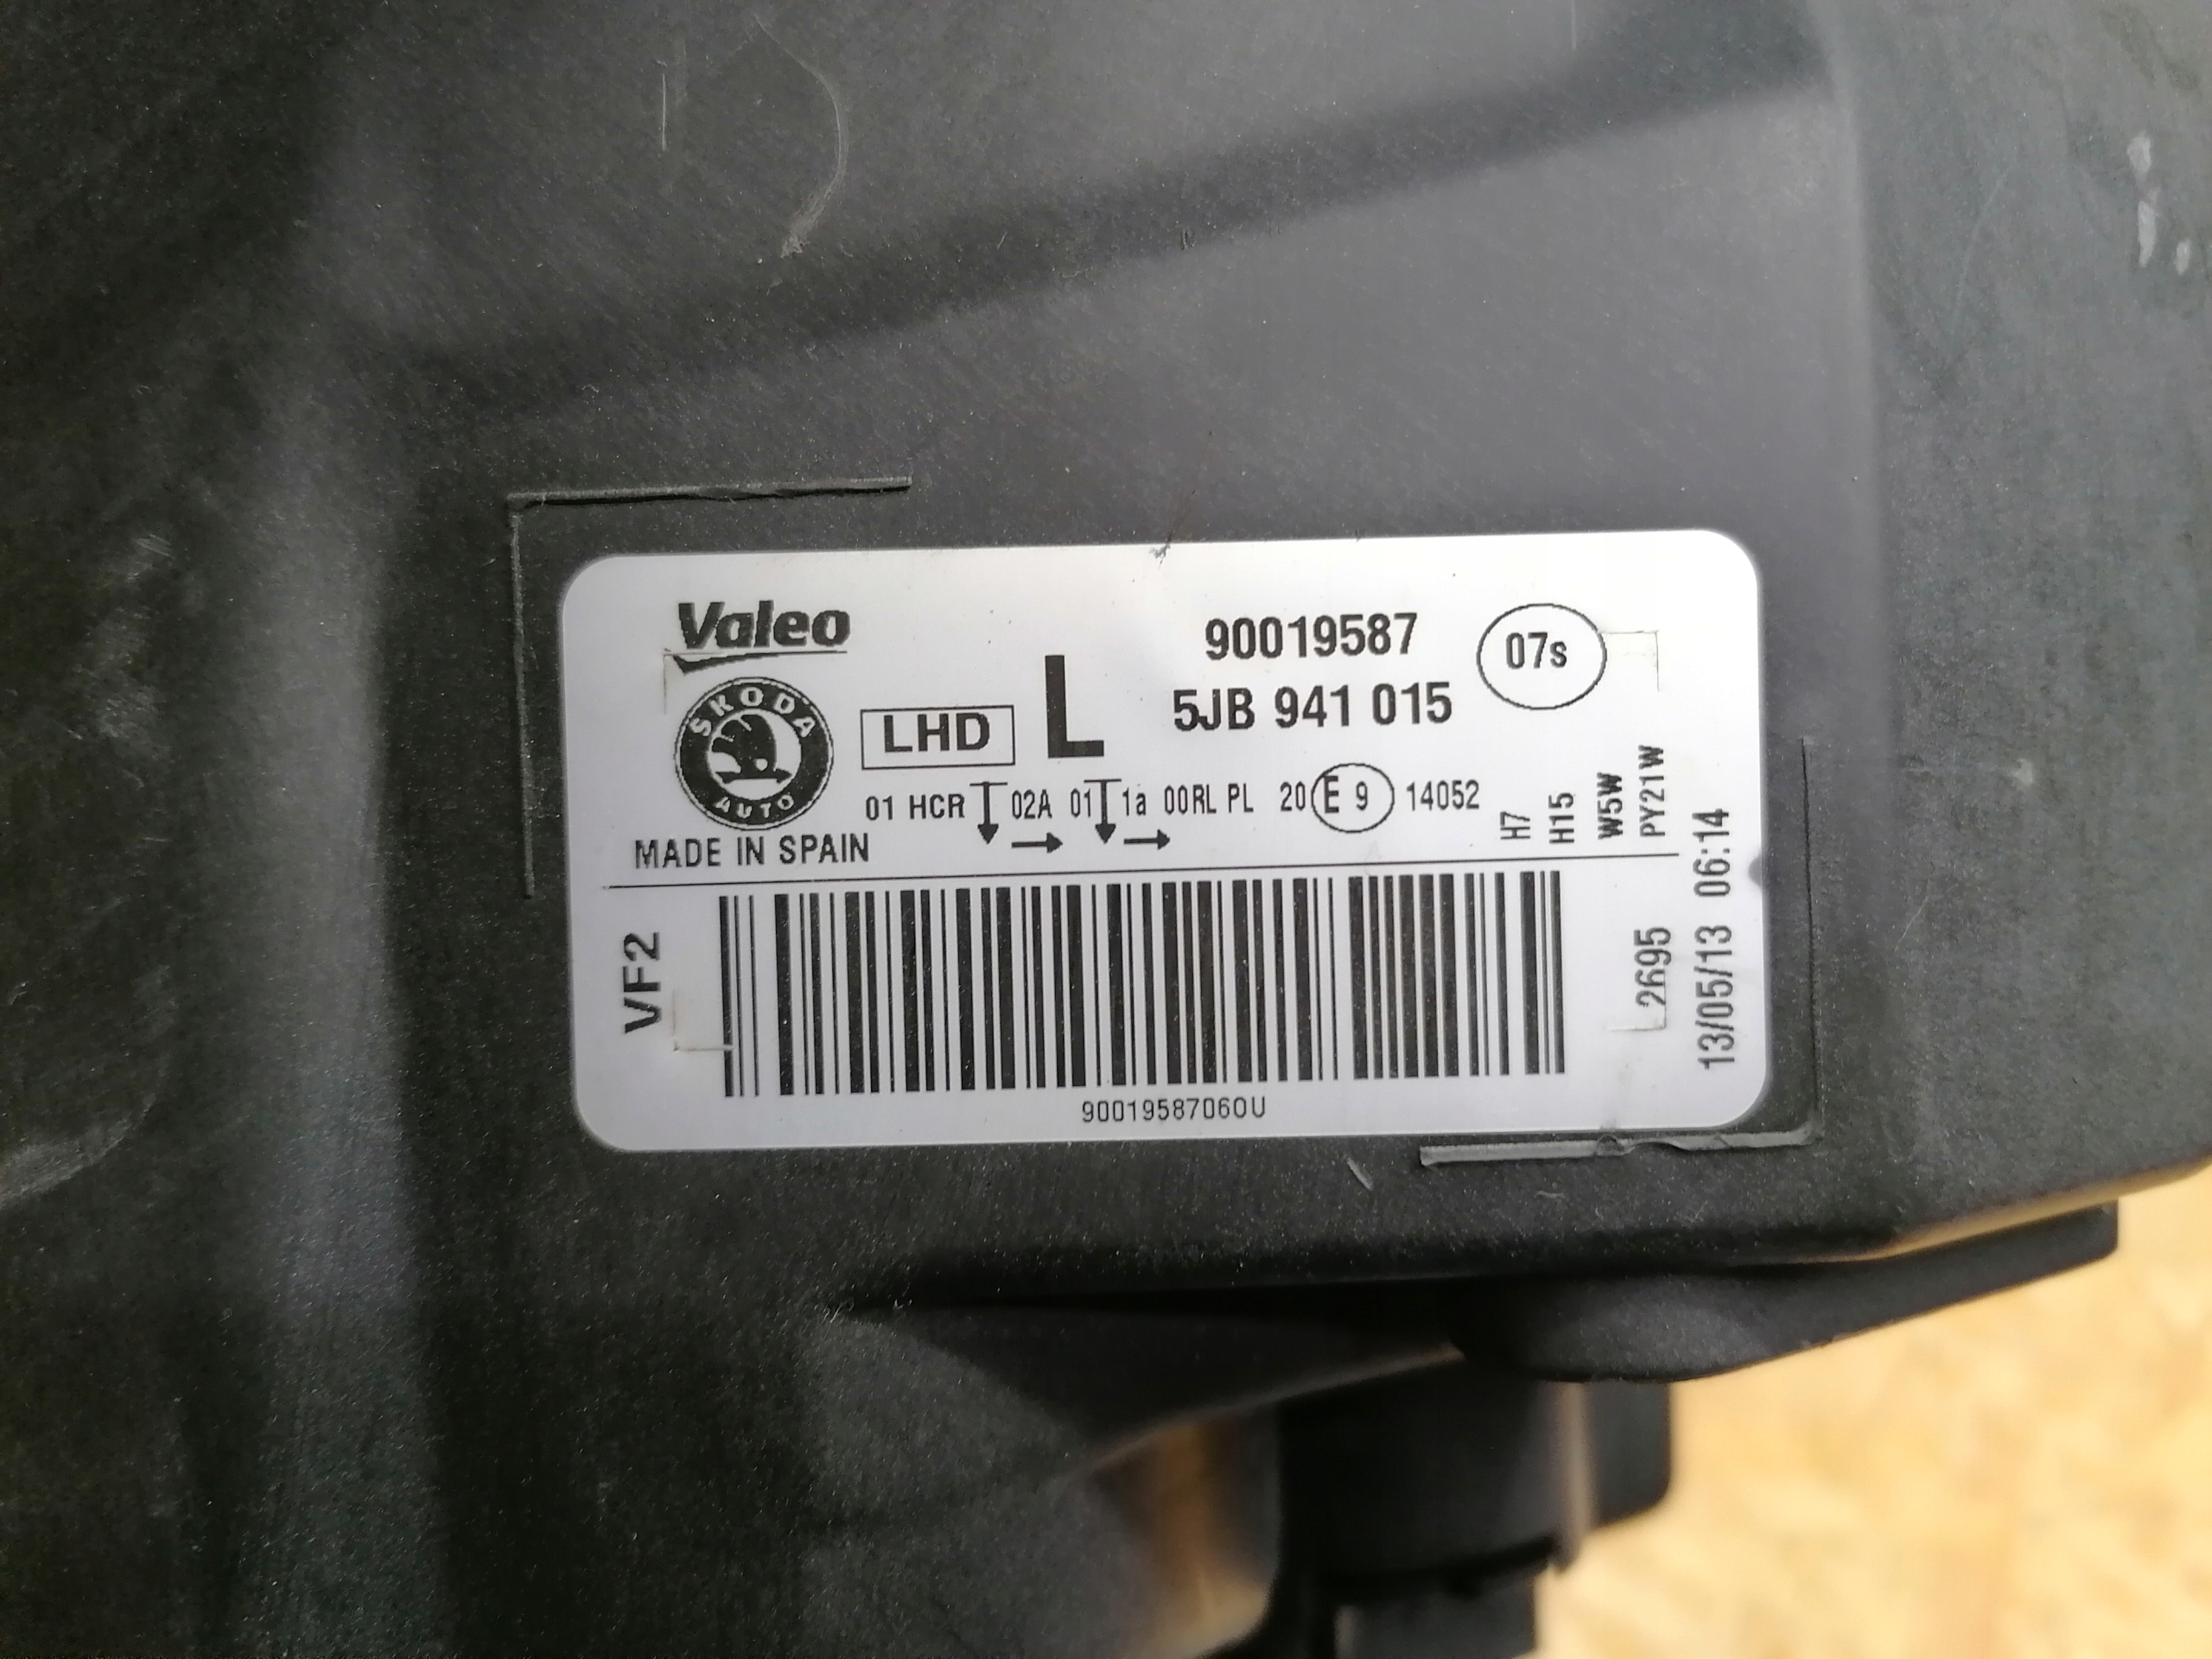 Valeo
90019587
07s
SKODA
AUTO
LHD
L
5JB 941 015
01 HCR 02A 01 1a 00RL PL 20 E 9 14052
MADE IN SPAIN
H7
H15
W5W
PY21W
VF2
2695
13/05/13 06:14
90019587060U